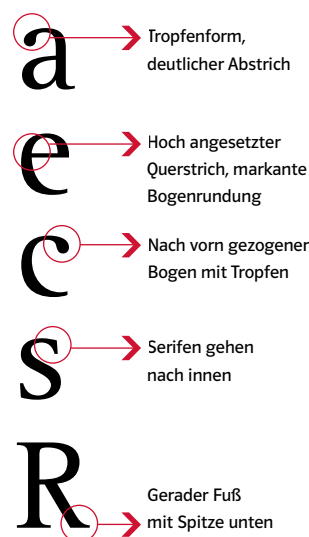 a
Tropfenform,
deutlicher Abstrich
e
Hoch angesetzter
Querstrich, markante
Bogenrundung
c
Nach vorn gezogener
Bogen mit Tropfen
s
Serifen gehen
nach innen
R
Gerader Fuß
mit Spitze unten